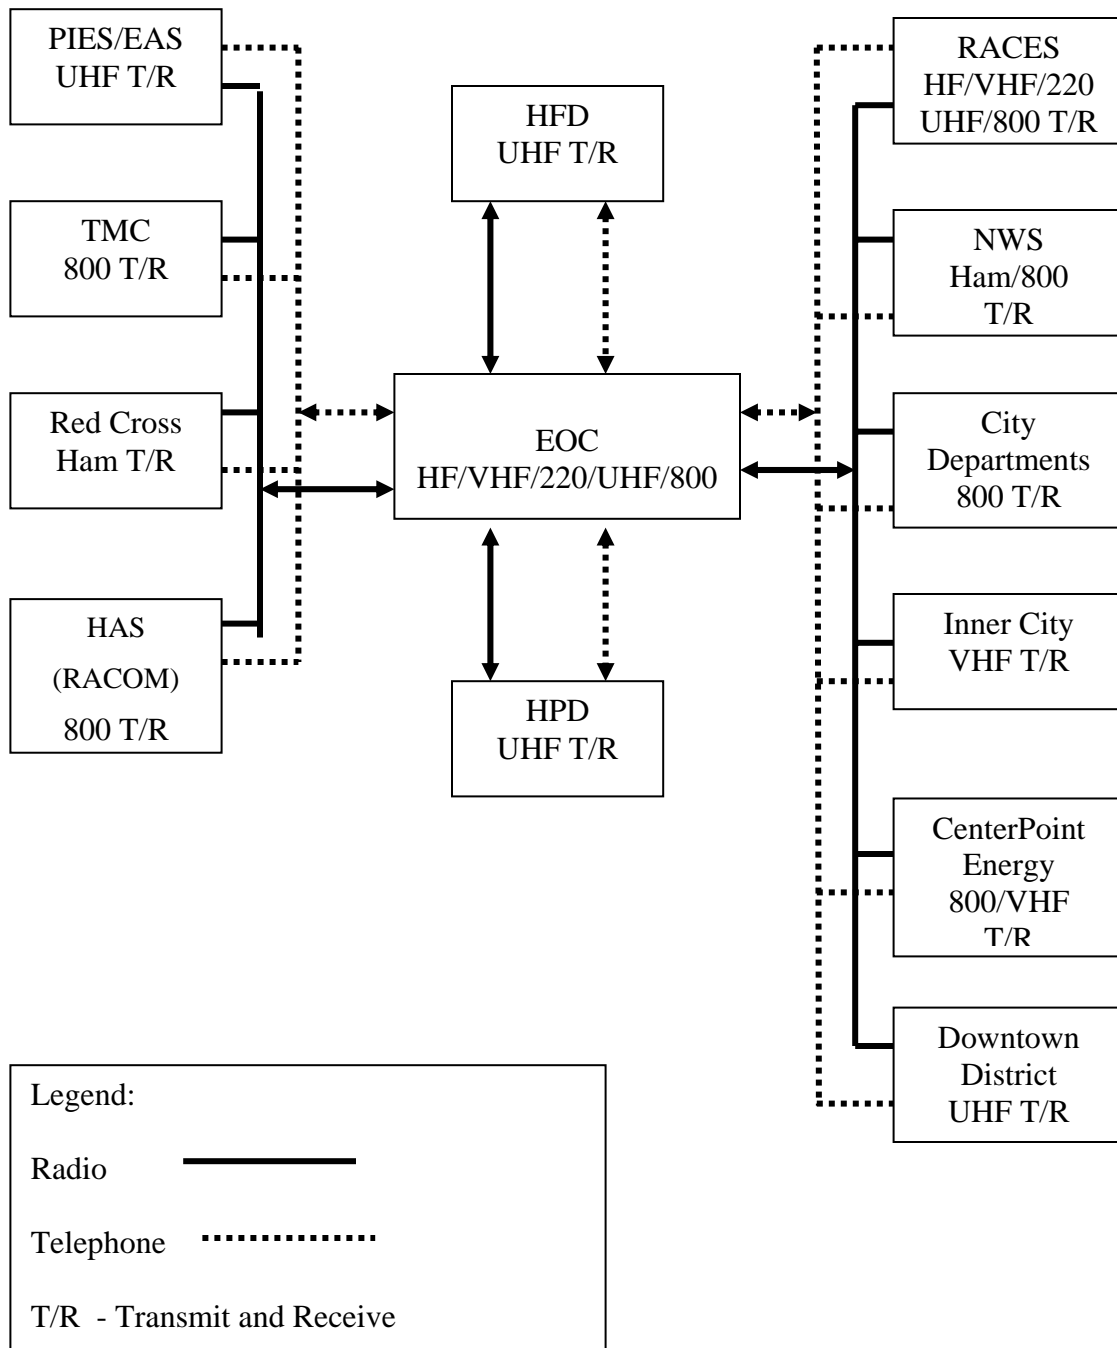 PIES/EAS
UHF T/R
TMC
800 T/R
Red Cross
Ham T/R
HAS
(RACOM)
800 T/R
HFD
UHF T/R
EOC
HF/VHF/220/UHF/800
HPD
UHF T/R
RACES
HF/VHF/220
UHF/800 T/R
NWS
Ham/800
T/R
City
Departments
800 T/R
Inner City
VHF T/R
CenterPoint
Energy
800/VHF
T/R
Downtown
District
UHF T/R
Legend:
Radio
Telephone
T/R - Transmit and Receive